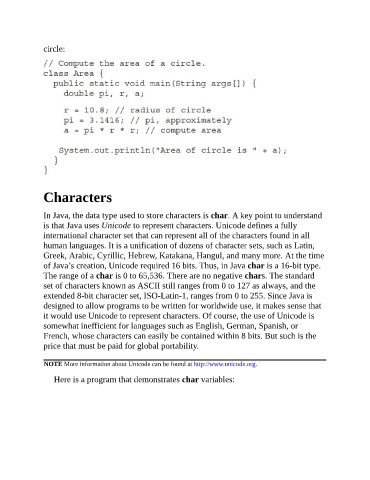 circle:
// Compute the area of a circle.
class Area {
public static void main(String args[]) {
double pi, r, a;
r = 10.8; // radius of circle
pi = 3.1416; // pi, approximately
a = pi * r * r; // compute area
System.out.println("Area of circle is " + a);
}
}
Characters
In Java, the data type used to store characters is char. A key point to understand
is that Java uses Unicode to represent characters. Unicode defines a fully
international character set that can represent all of the characters found in all
human languages. It is a unification of dozens of character sets, such as Latin,
Greek, Arabic, Cyrillic, Hebrew, Katakana, Hangul, and many more. At the time
of Java's creation, Unicode required 16 bits. Thus, in Java char is a 16-bit type.
The range of a char is 0 to 65,536. There are no negative chars. The standard
set of characters known as ASCII still ranges from 0 to 127 as always, and the
extended 8-bit character set, ISO-Latin-1, ranges from 0 to 255. Since Java is
designed to allow programs to be written for worldwide use, it makes sense that
it would use Unicode to represent characters. Of course, the use of Unicode is
somewhat inefficient for languages such as English, German, Spanish, or
French, whose characters can easily be contained within 8 bits. But such is the
price that must be paid for global portability.
NOTE More information about Unicode can be found at http://www.unicode.org.
Here is a program that demonstrates char variables: